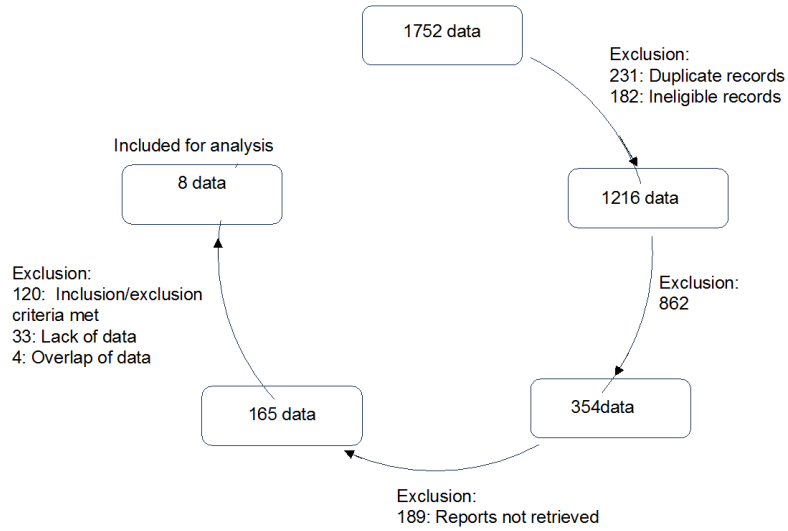 1752 data
Exclusion:
231: Duplicate records
182: Ineligible records
1216 data
Exclusion:
862
354data
Exclusion:
189: Reports not retrieved
165 data
Exclusion:
120: Inclusion/exclusion
criteria met
33: Lack of data
4: Overlap of data
Included for analysis
8 data